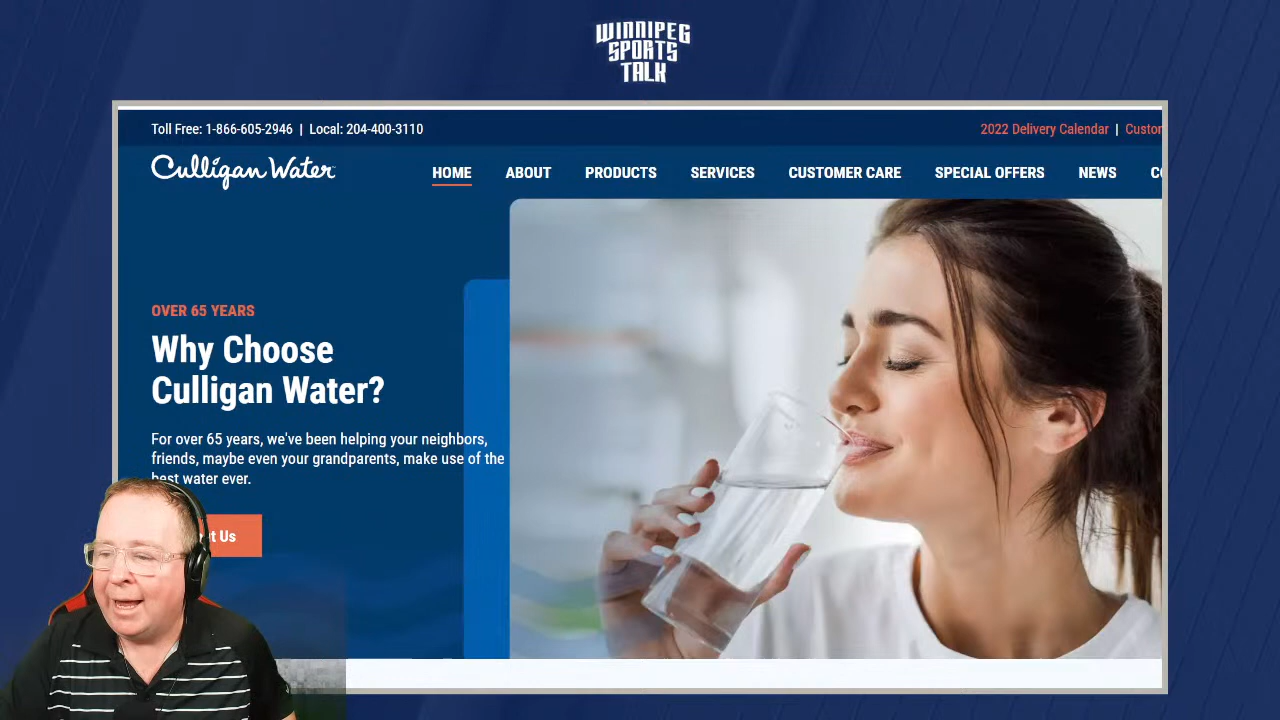 WINNIPEG
SPORTS
TALK
Toll Free: 1-866-605-2946 | Local: 204-400-3110
2022 Delivery Calendar |
Culligan Water
HOME ABOUT PRODUCTS SERVICES CUSTOMER CARE SPECIAL OFFERS NEWS
OVER 65 YEARS
Why Choose
Culligan Water?
For over 65 years, we've been helping your neighbors,
friends, maybe even your grandparents, make use of the
best water ever.
Us